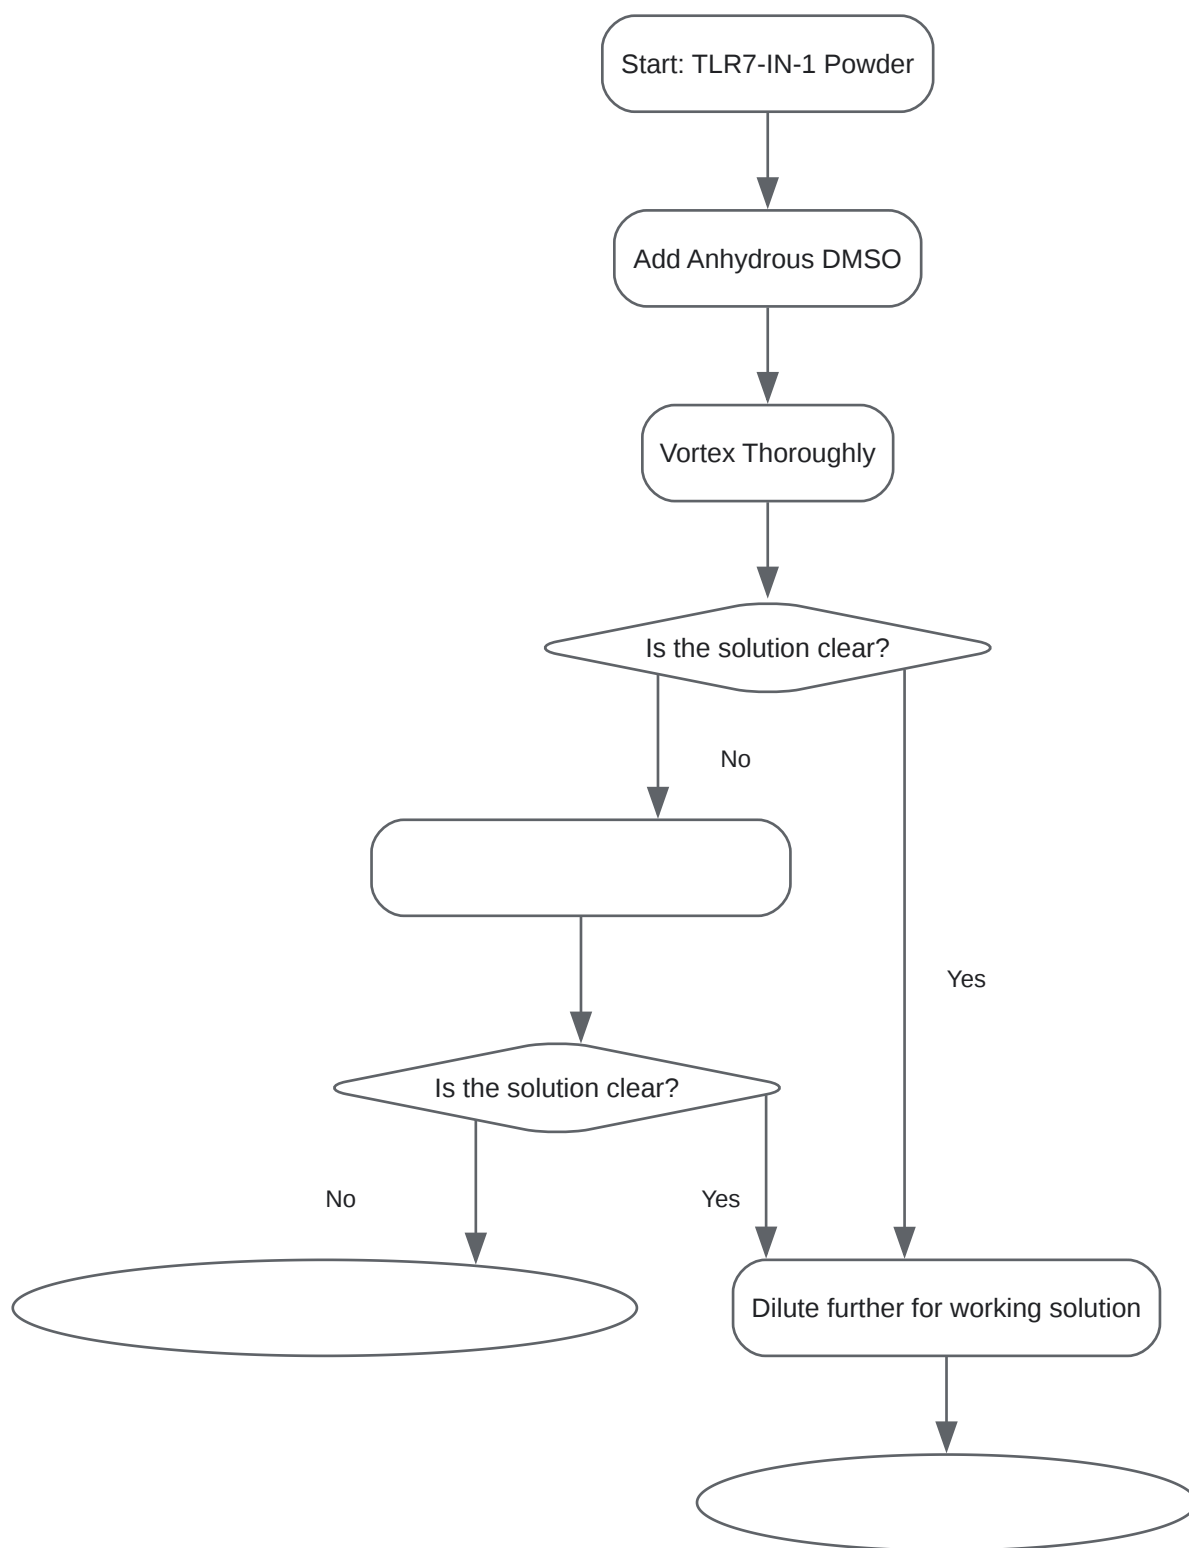 Start: TLR7-IN-1 Powder
Add Anhydrous DMSO
Vortex Thoroughly
Is the solution clear?
No
Yes
Is the solution clear?
No
Yes
Dilute further for working solution